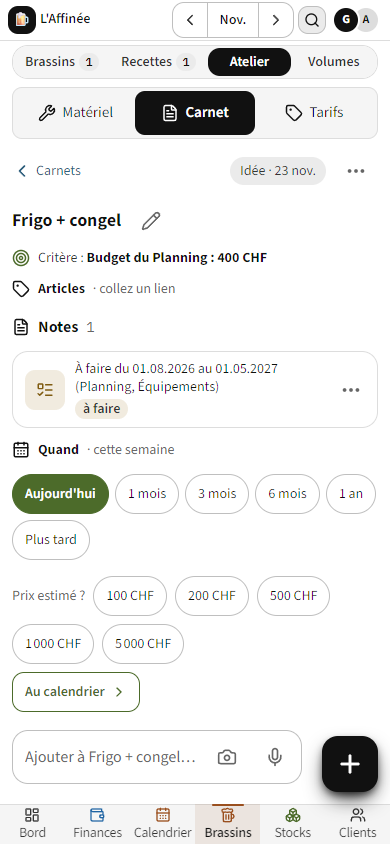 L'Affinée
Nov.
G
A
Brassins 1
Recettes 1
Atelier
Volumes
Matériel
Carnet
Tarifs
Carnets
Idée · 23 nov.
Frigo + congel
Critère : Budget du Planning : 400 CHF
Articles · collez un lien
Notes 1
À faire du 01.08.2026 au 01.05.2027
(Planning, Équipements)
à faire
Quand · cette semaine
Aujourd'hui
1 mois
3 mois
6 mois
1 an
Plus tard
Prix estimé ?
100 CHF
200 CHF
500 CHF
1 000 CHF
5 000 CHF
Au calendrier
Ajouter à Frigo + congel…
Bord
Finances
Calendrier
Brassins
Stocks
Clients